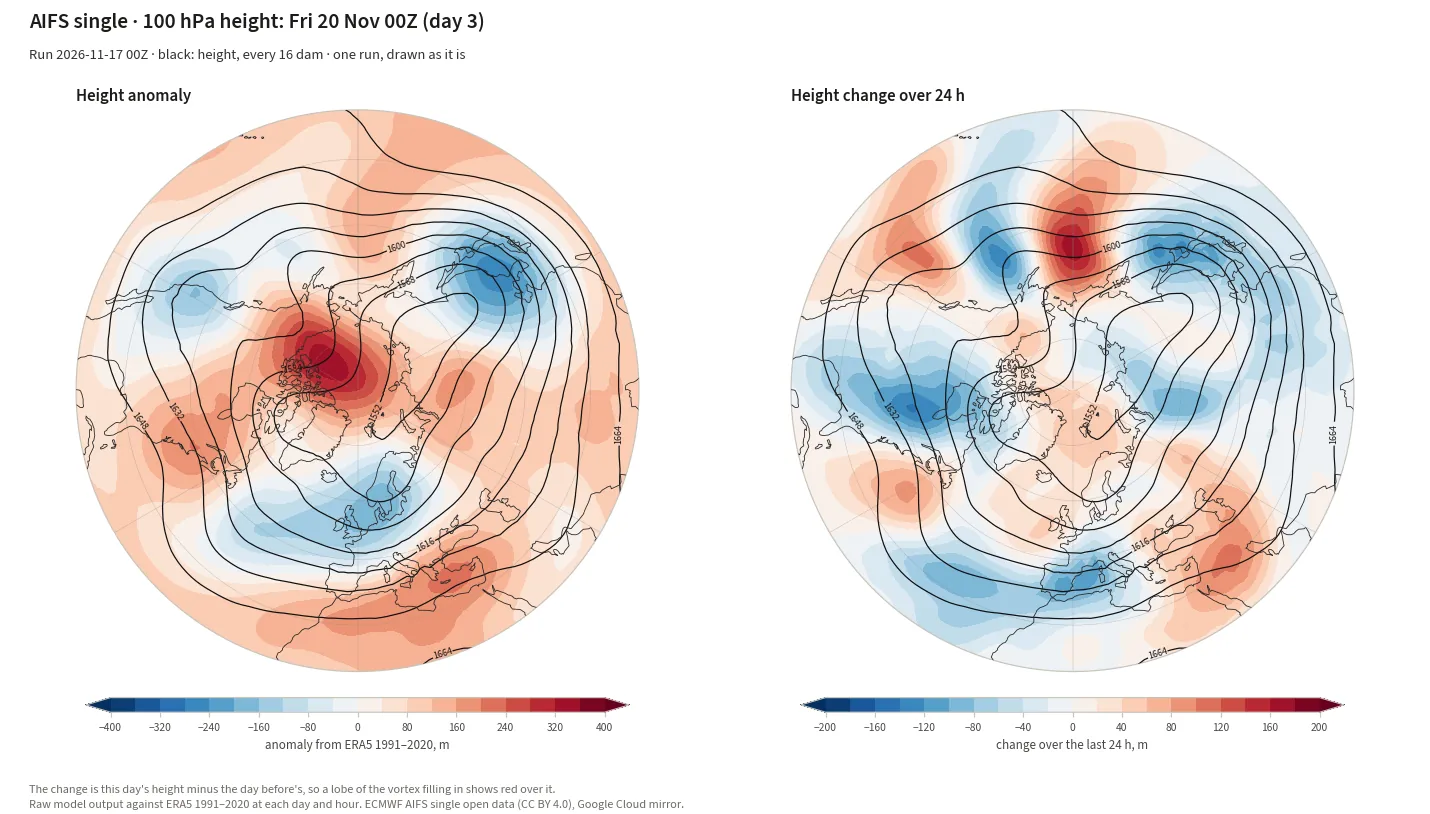 AIFS single · 100 hPa height: Fri 20 Nov 00Z (day 3)
Run 2026-11-17 00Z · black: height, every 16 dam · one run, drawn as it is
Height anomaly
Height change over 24 h
1600
1568
1584
1552
1632
1648
1664
1616
1664
1600
1568
1584
1552
1632
1648
1664
1616
1664
−400 −320 −240 −160 −80 0 80 160 240 320 400
anomaly from ERA5 1991–2020, m
−200 −160 −120 −80 −40 0 40 80 120 160 200
change over the last 24 h, m
The change is this day's height minus the day before's, so a lobe of the vortex filling in shows red over it.
Raw model output against ERA5 1991–2020 at each day and hour. ECMWF AIFS single open data (CC BY 4.0), Google Cloud mirror.